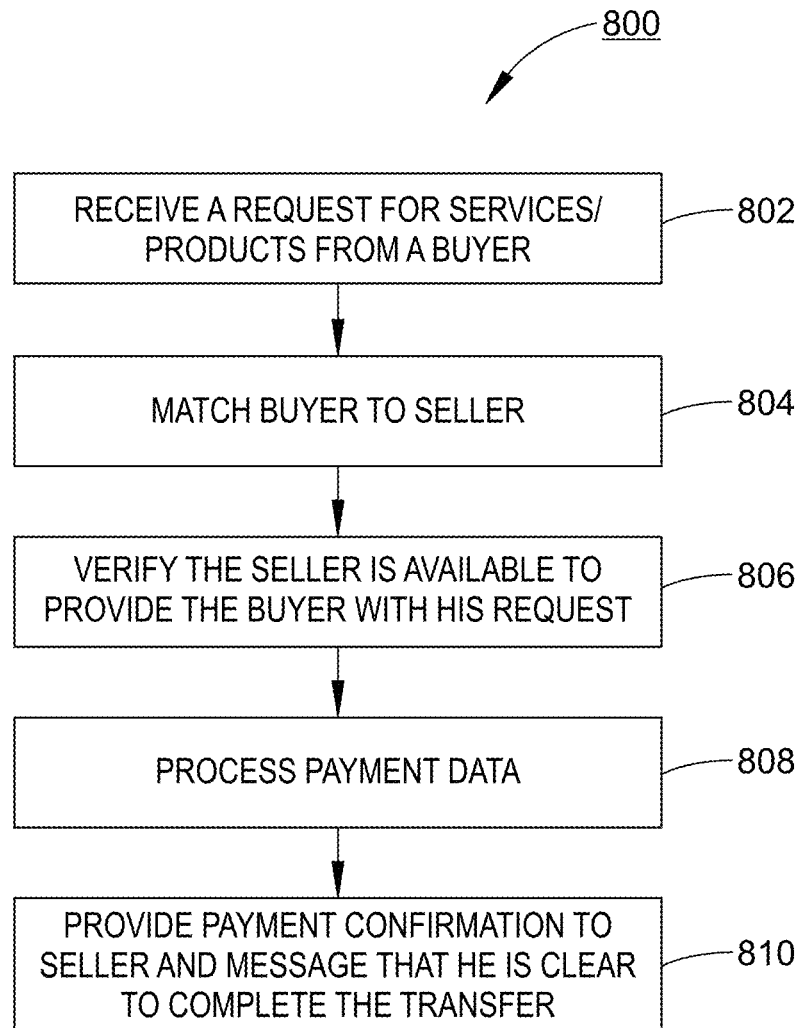 800
RECEIVE A REQUEST FOR SERVICES/
PRODUCTS FROM A BUYER
802
MATCH BUYER TO SELLER
804
VERIFY THE SELLER IS AVAILABLE TO
PROVIDE THE BUYER WITH HIS REQUEST
806
PROCESS PAYMENT DATA
808
PROVIDE PAYMENT CONFIRMATION TO
SELLER AND MESSAGE THAT HE IS CLEAR
TO COMPLETE THE TRANSFER
810